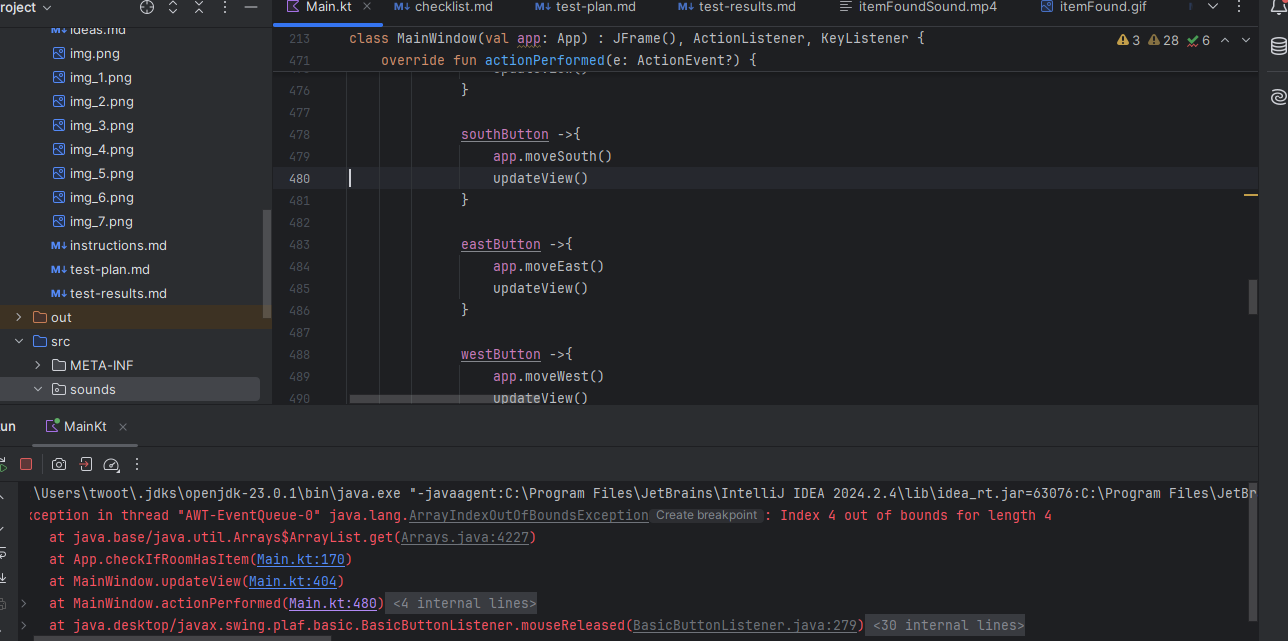 roject
Main.kt
checklist.md
test-plan.md
test-results.md
itemFoundSound.mp4
itemFound.gif
ideas.md
img.png
img_1.png
img_2.png
img_3.png
img_4.png
img_5.png
img_6.png
img_7.png
instructions.md
test-plan.md
test-results.md
out
src
META-INF
sounds
213 class MainWindow(val app: App) : JFrame(), ActionListener, KeyListener {
3 28 6
471 override fun actionPerformed(e: ActionEvent?) {
updateView()
476 }
477
478 southButton ->{
479 app.moveSouth()
480 updateView()
481 }
482
483 eastButton ->{
484 app.moveEast()
485 updateView()
486 }
487
488 westButton ->{
489 app.moveWest()
490 updateView()
un MainKt
\Users\twoot\.jdks\openjdk-23.0.1\bin\java.exe "-javaagent:C:\Program Files\JetBrains\IntelliJ IDEA 2024.2.4\lib\idea_rt.jar=63076:C:\Program Files\JetBr
xception in thread "AWT-EventQueue-0" java.lang.ArrayIndexOutOfBoundsException Create breakpoint : Index 4 out of bounds for length 4
at java.base/java.util.Arrays$ArrayList.get(Arrays.java:4227)
at App.checkIfRoomHasItem(Main.kt:170)
at MainWindow.updateView(Main.kt:404)
at MainWindow.actionPerformed(Main.kt:480) <4 internal lines>
at java.desktop/javax.swing.plaf.basic.BasicButtonListener.mouseReleased(BasicButtonListener.java:279) <30 internal lines>